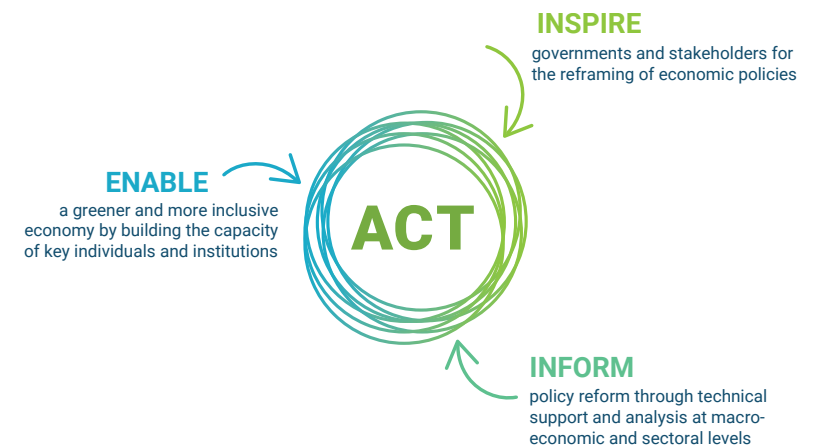 INSPIRE
governments and stakeholders for
the reframing of economic policies
ENABLE
a greener and more inclusive
economy by building the capacity
of key individuals and institutions
ACT
INFORM
policy reform through technical
support and analysis at macro-
economic and sectoral levels